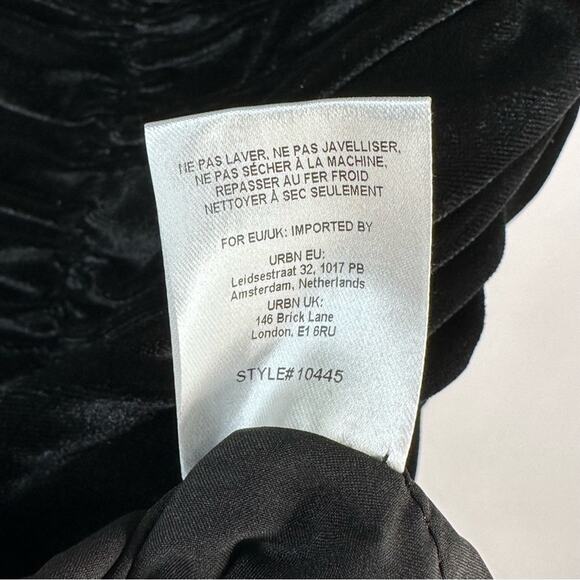 NE PAS LAVER, NE PAS JAVELLISER,
NE PAS SÉCHER À LA MACHINE,
REPASSER AU FER FROID
NETTOYER À SEC SEULEMENT
FOR EU/UK: IMPORTED BY
URBN EU:
Leidsestraat 32, 1017 PB
Amsterdam, Netherlands
URBN UK:
146 Brick Lane
London, E1 6RU
STYLE#10445